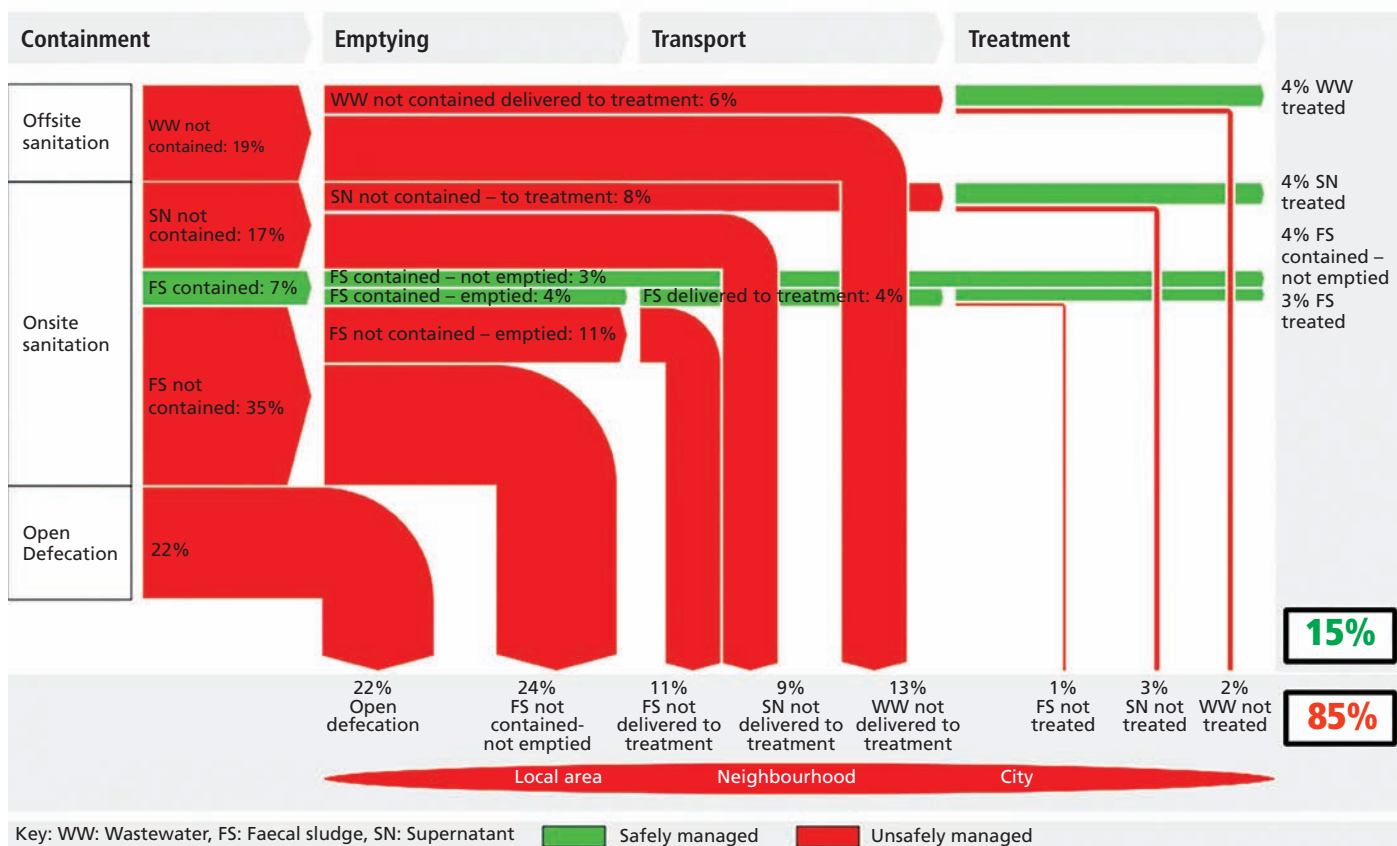 Containment
Emptying
Transport
Treatment
Offsite
sanitation
WW not
contained: 19%
WW not contained delivered to treatment: 6%
4% WW
treated
SN not
contained: 17%
SN not contained – to treatment: 8%
4% SN
treated
Onsite
sanitation
FS contained: 7%
FS contained – not emptied: 3%
FS contained – emptied: 4%
FS delivered to treatment: 4%
4% FS
contained –
not emptied
3% FS
treated
FS not contained – emptied: 11%
FS not
contained: 35%
Open
Defecation
22%
15%
22%
Open
defecation
24%
FS not
contained-
not emptied
11%
FS not
delivered to
treatment
9%
SN not
delivered to
treatment
13%
WW not
delivered to
treatment
1%
FS not
treated
3%
SN not
treated
2%
WW not
treated
85%
Local area
Neighbourhood
City
Key: WW: Wastewater, FS: Faecal sludge, SN: Supernatant
Safely managed
Unsafely managed